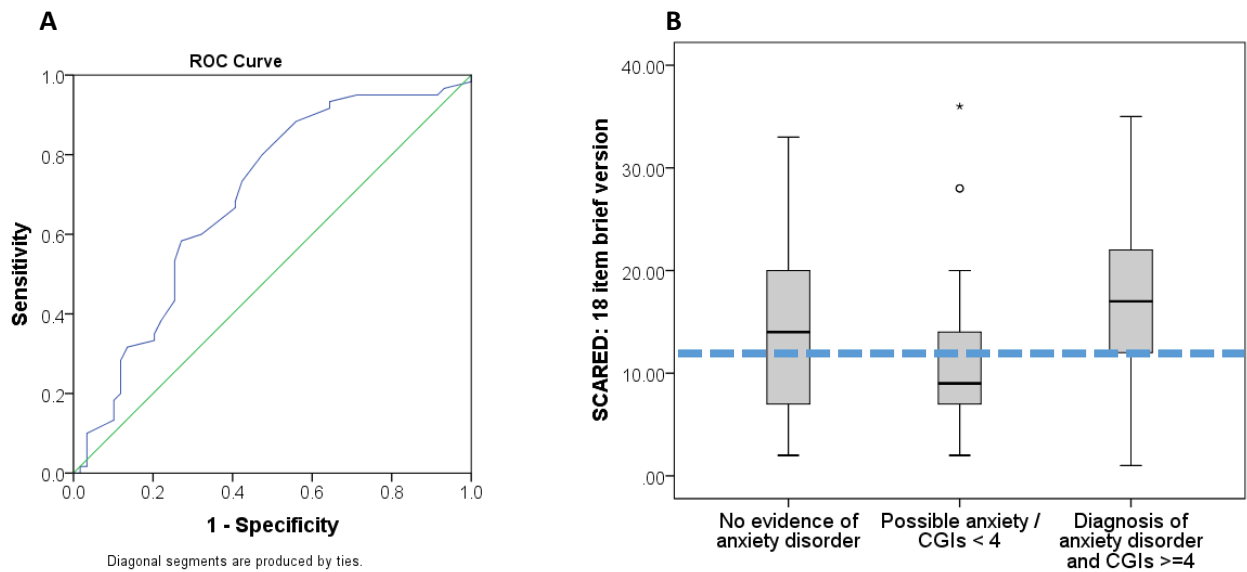 A
ROC Curve
1.0
0.8
0.6
0.4
0.2
0.0
0.0
0.2
0.4
0.6
0.8
1.0
Sensitivity
1 - Specificity
Diagonal segments are produced by ties.
B
SCARED: 18 item brief version
40.00
30.00
20.00
10.00
.00
*
No evidence of
anxiety disorder
Possible anxiety /
CGIs < 4
Diagnosis of
anxiety disorder
and CGIs >=4